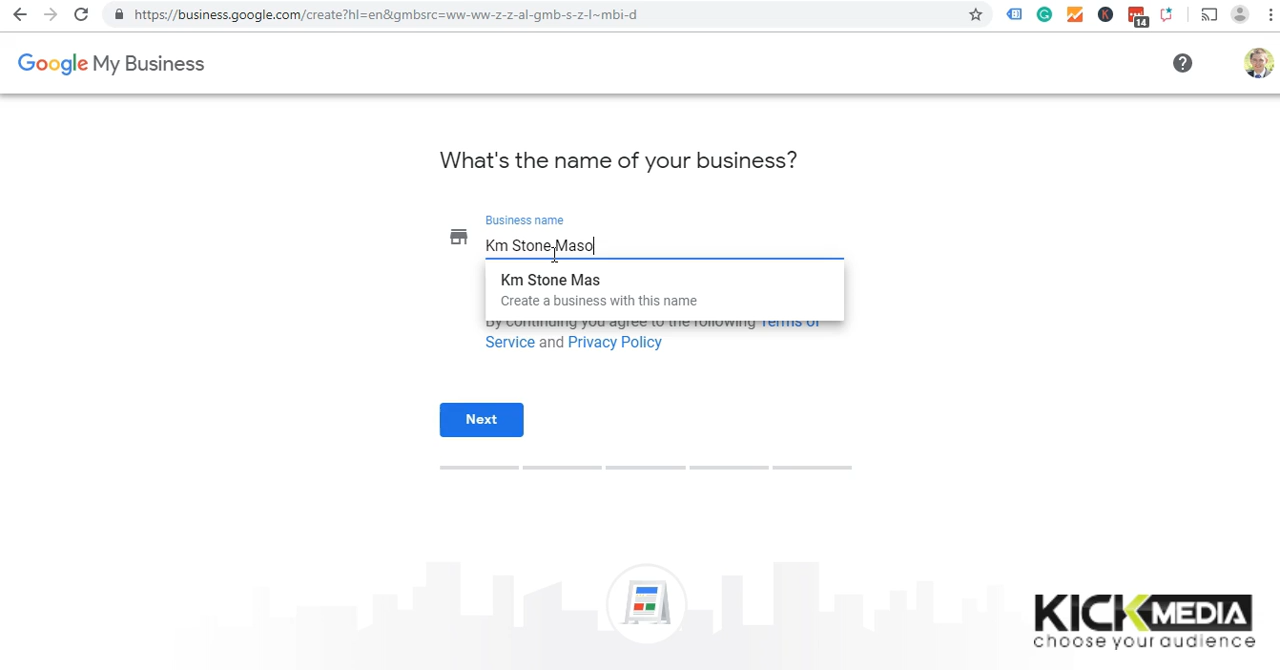 https://business.google.com/create?hl=en&gmbsrc=ww-ww-z-z-al-gmb-s-z-l~mbi-d
G
K
14
Google My Business
?
What's the name of your business?
Business name
Km Stone Maso
Km Stone Mas
Create a business with this name
By continuing you agree to the following Terms of
Service and Privacy Policy
Next
KICKMEDIA
choose your audience